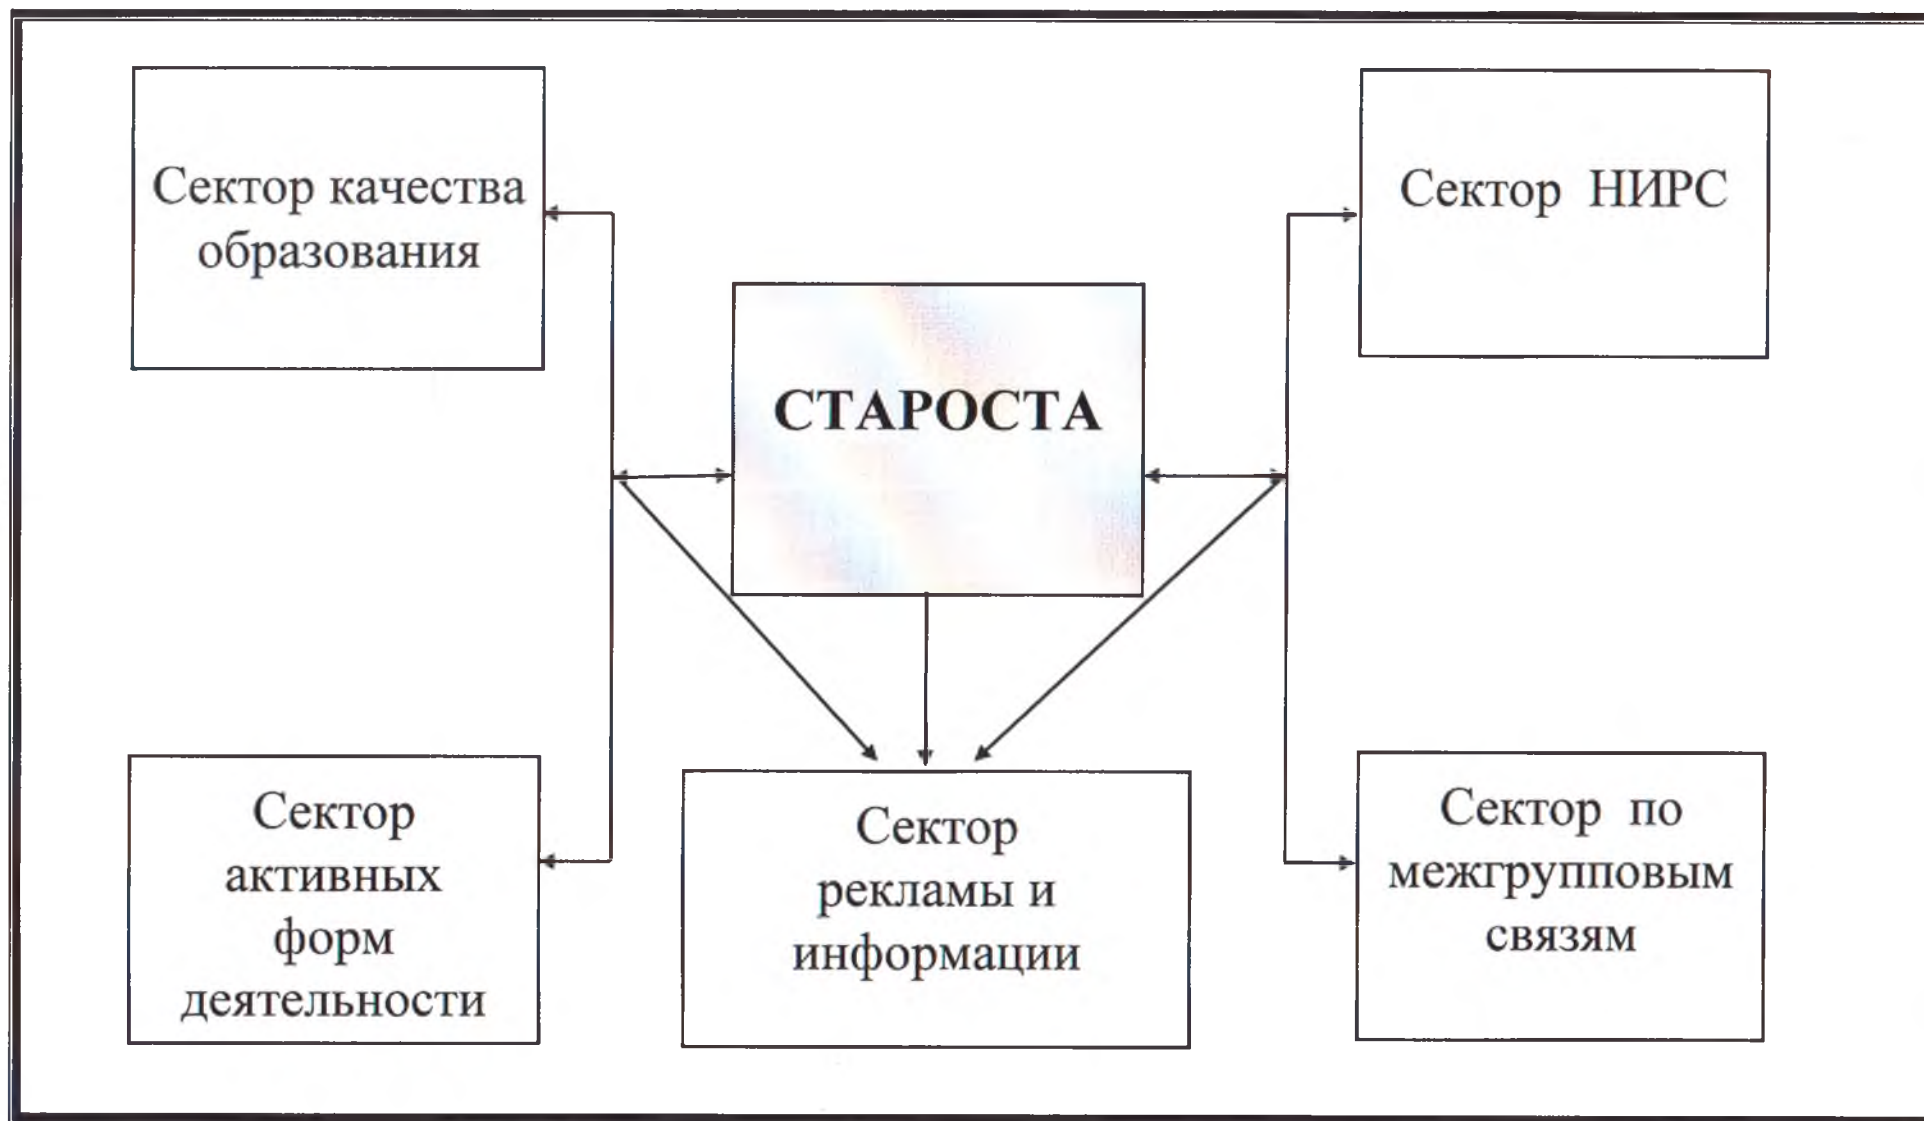 Сектор качества
образования
Сектор НИРС
СТАРОСТА
Сектор
активных
форм
деятельности
Сектор
рекламы и
информации
Сектор по
межгрупповым
связям